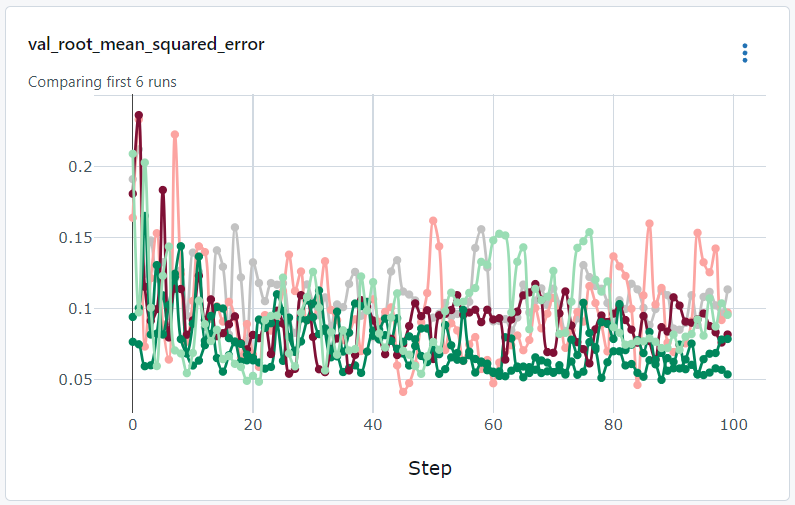 val_root_mean_squared_error
Comparing first 6 runs
0.2
0.15
0.1
0.05
0 20 40 60 80 100
Step